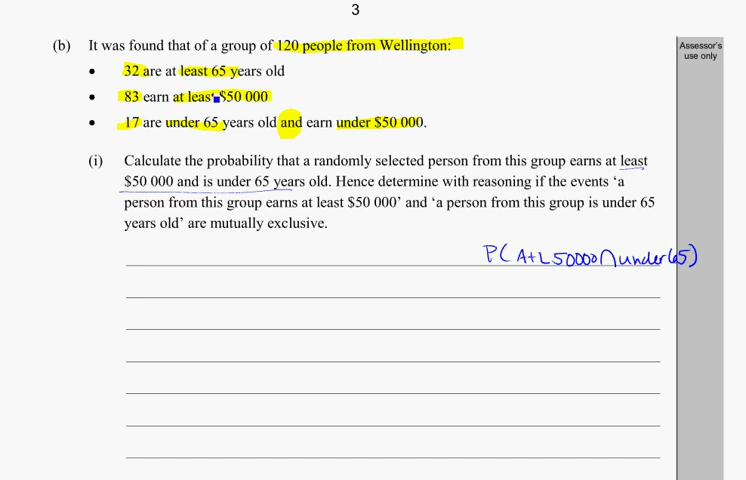 3
(b) It was found that of a group of 120 people from Wellington:
• 32 are at least 65 years old
• 83 earn at least $50 000
• 17 are under 65 years old and earn under $50 000.
(i) Calculate the probability that a randomly selected person from this group earns at least
$50 000 and is under 65 years old. Hence determine with reasoning if the events ‘a
person from this group earns at least $50 000’ and ‘a person from this group is under 65
years old’ are mutually exclusive.
P( A+L 50000 ∩ under 65)
Assessor’s
use only